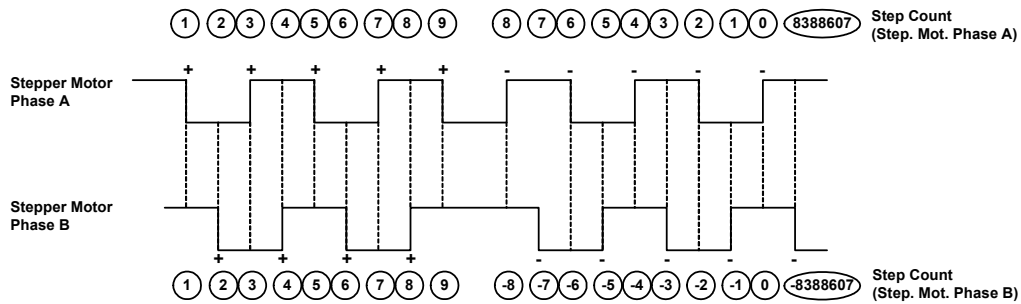 1 2 3 4 5 6 7 8 9 8 7 6 5 4 3 2 1 0 8388607 Step Count
(Step. Mot. Phase A)
+ + + + + - - - - -
Stepper Motor
Phase A
Stepper Motor
Phase B
+ + + + - - - - -
1 2 3 4 5 6 7 8 9 -8 -7 -6 -5 -4 -3 -2 -1 0 -8388607 Step Count
(Step. Mot. Phase B)